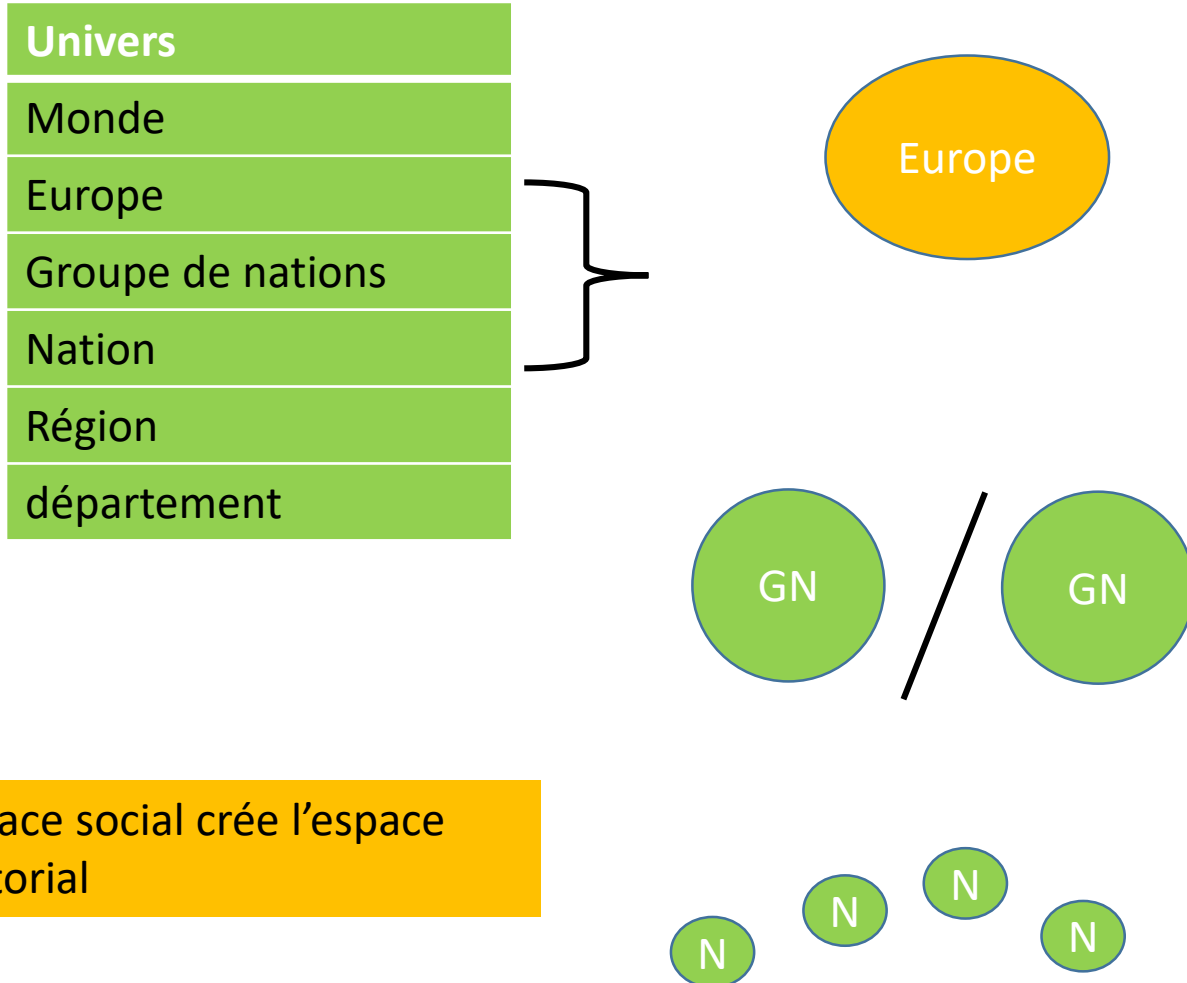 Univers
Monde
Europe
Groupe de nations
Nation
Région
département
Europe
GN
GN
ace social crée l’espace
torial
N
N
N
N